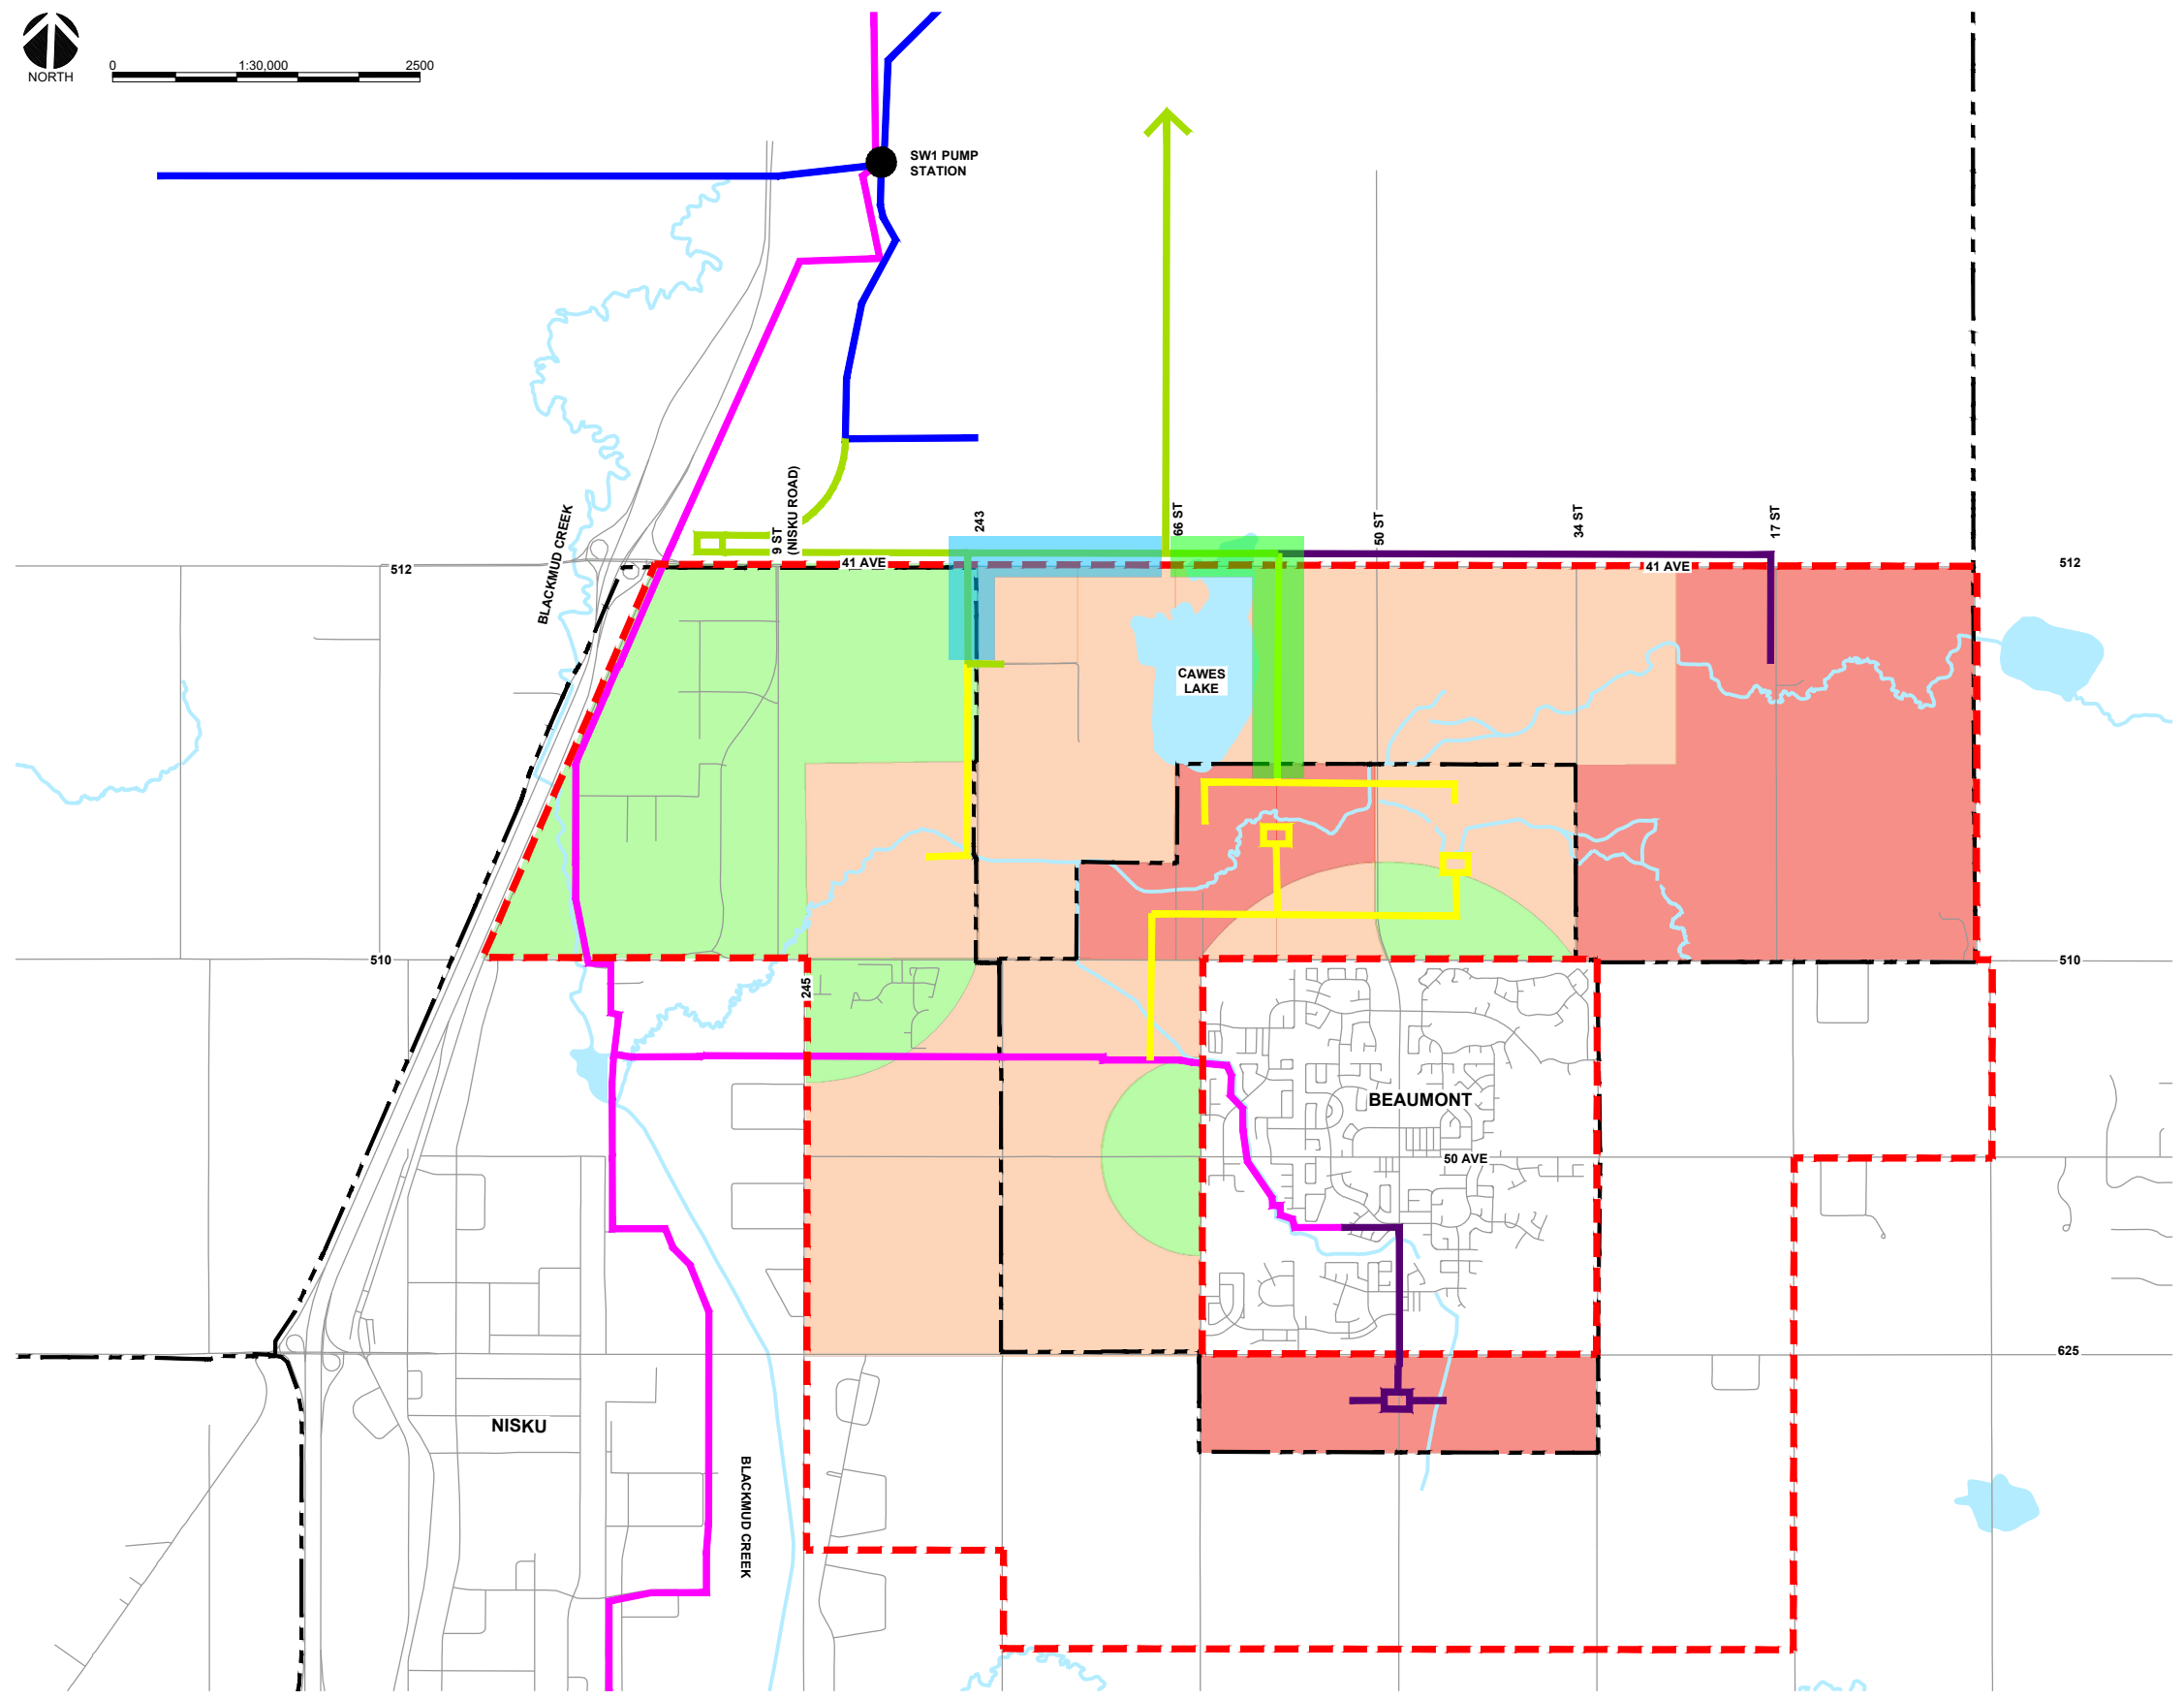 0
1:30,000
2500
NORTH
SW1 PUMP
STATION
BLACKMUD CREEK
9 ST
(NISKU ROAD)
243
66 ST
50 ST
34 ST
17 ST
512
41 AVE
41 AVE
512
CAWES
LAKE
510
245
510
BEAUMONT
50 AVE
625
NISKU
BLACKMUD CREEK